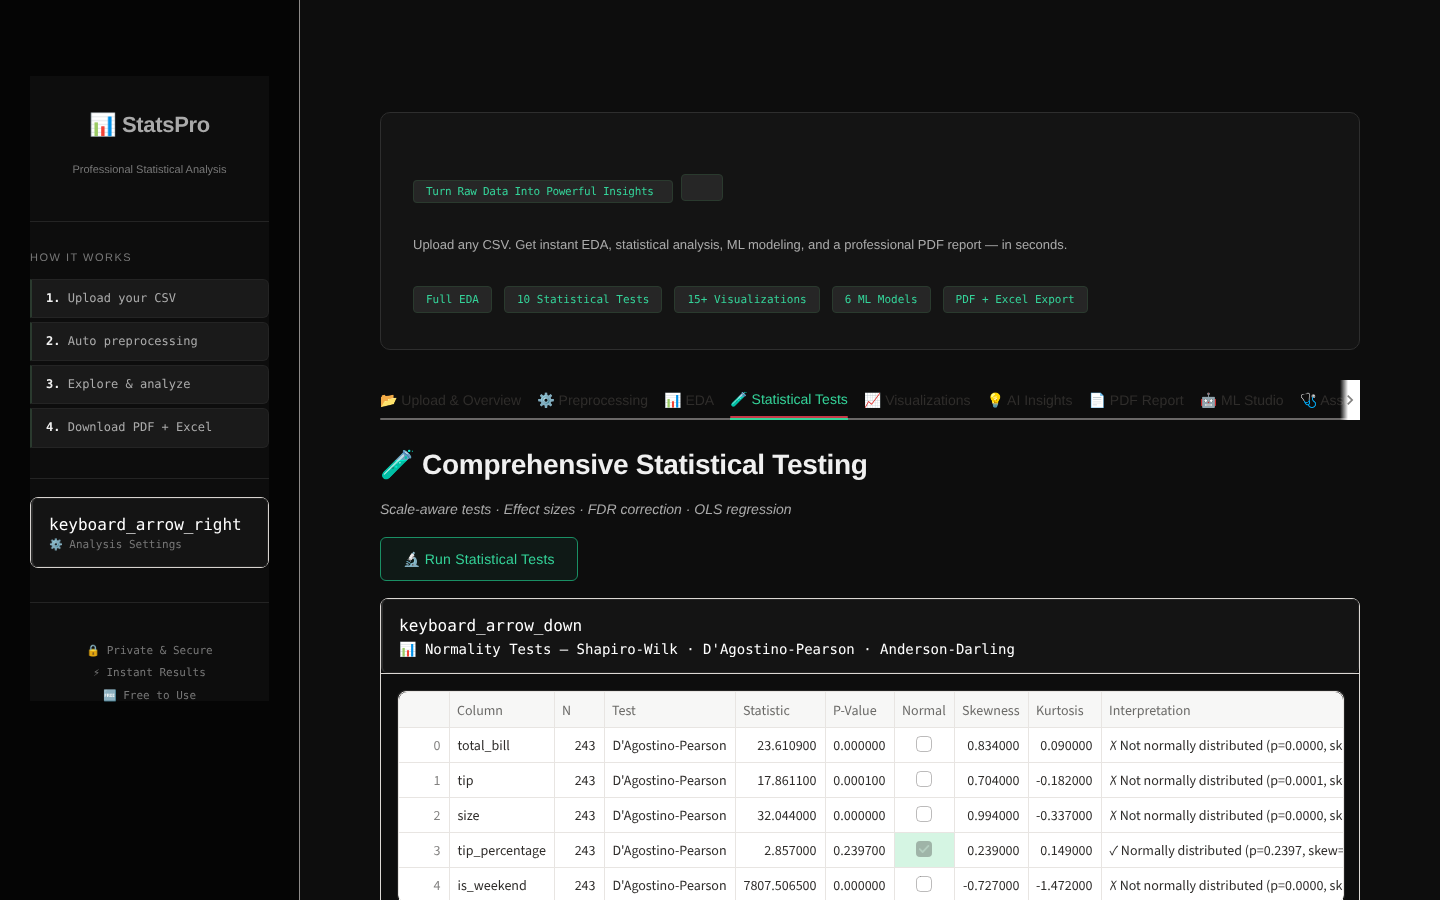 📊 StatsPro
Professional Statistical Analysis
HOW IT WORKS
1. Upload your CSV
2. Auto preprocessing
3. Explore & analyze
4. Download PDF + Excel
keyboard_arrow_right
⚙️ Analysis Settings
🔒 Private & Secure
⚡ Instant Results
🆓 Free to Use
Turn Raw Data Into Powerful Insights
Upload any CSV. Get instant EDA, statistical analysis, ML modeling, and a professional PDF report — in seconds.
Full EDA 10 Statistical Tests 15+ Visualizations 6 ML Models PDF + Excel Export
📂 Upload & Overview ⚙️ Preprocessing 📊 EDA 🧪 Statistical Tests 📈 Visualizations 💡 AI Insights 📄 PDF Report 🤖 ML Studio 🩺 Ass
🧪 Comprehensive Statistical Testing
Scale-aware tests · Effect sizes · FDR correction · OLS regression
🔬 Run Statistical Tests
keyboard_arrow_down
📊 Normality Tests — Shapiro-Wilk · D'Agostino-Pearson · Anderson-Darling
Column N Test Statistic P-Value Normal Skewness Kurtosis Interpretation
0 total_bill 243 D'Agostino-Pearson 23.610900 0.000000 0.834000 0.090000 ✗ Not normally distributed (p=0.0000, sk
1 tip 243 D'Agostino-Pearson 17.861100 0.000100 0.704000 -0.182000 ✗ Not normally distributed (p=0.0001, sk
2 size 243 D'Agostino-Pearson 32.044000 0.000000 0.994000 -0.337000 ✗ Not normally distributed (p=0.0000, sk
3 tip_percentage 243 D'Agostino-Pearson 2.857000 0.239700 0.239000 0.149000 ✓ Normally distributed (p=0.2397, skew=
4 is_weekend 243 D'Agostino-Pearson 7807.506500 0.000000 -0.727000 -1.472000 ✗ Not normally distributed (p=0.0000, sk